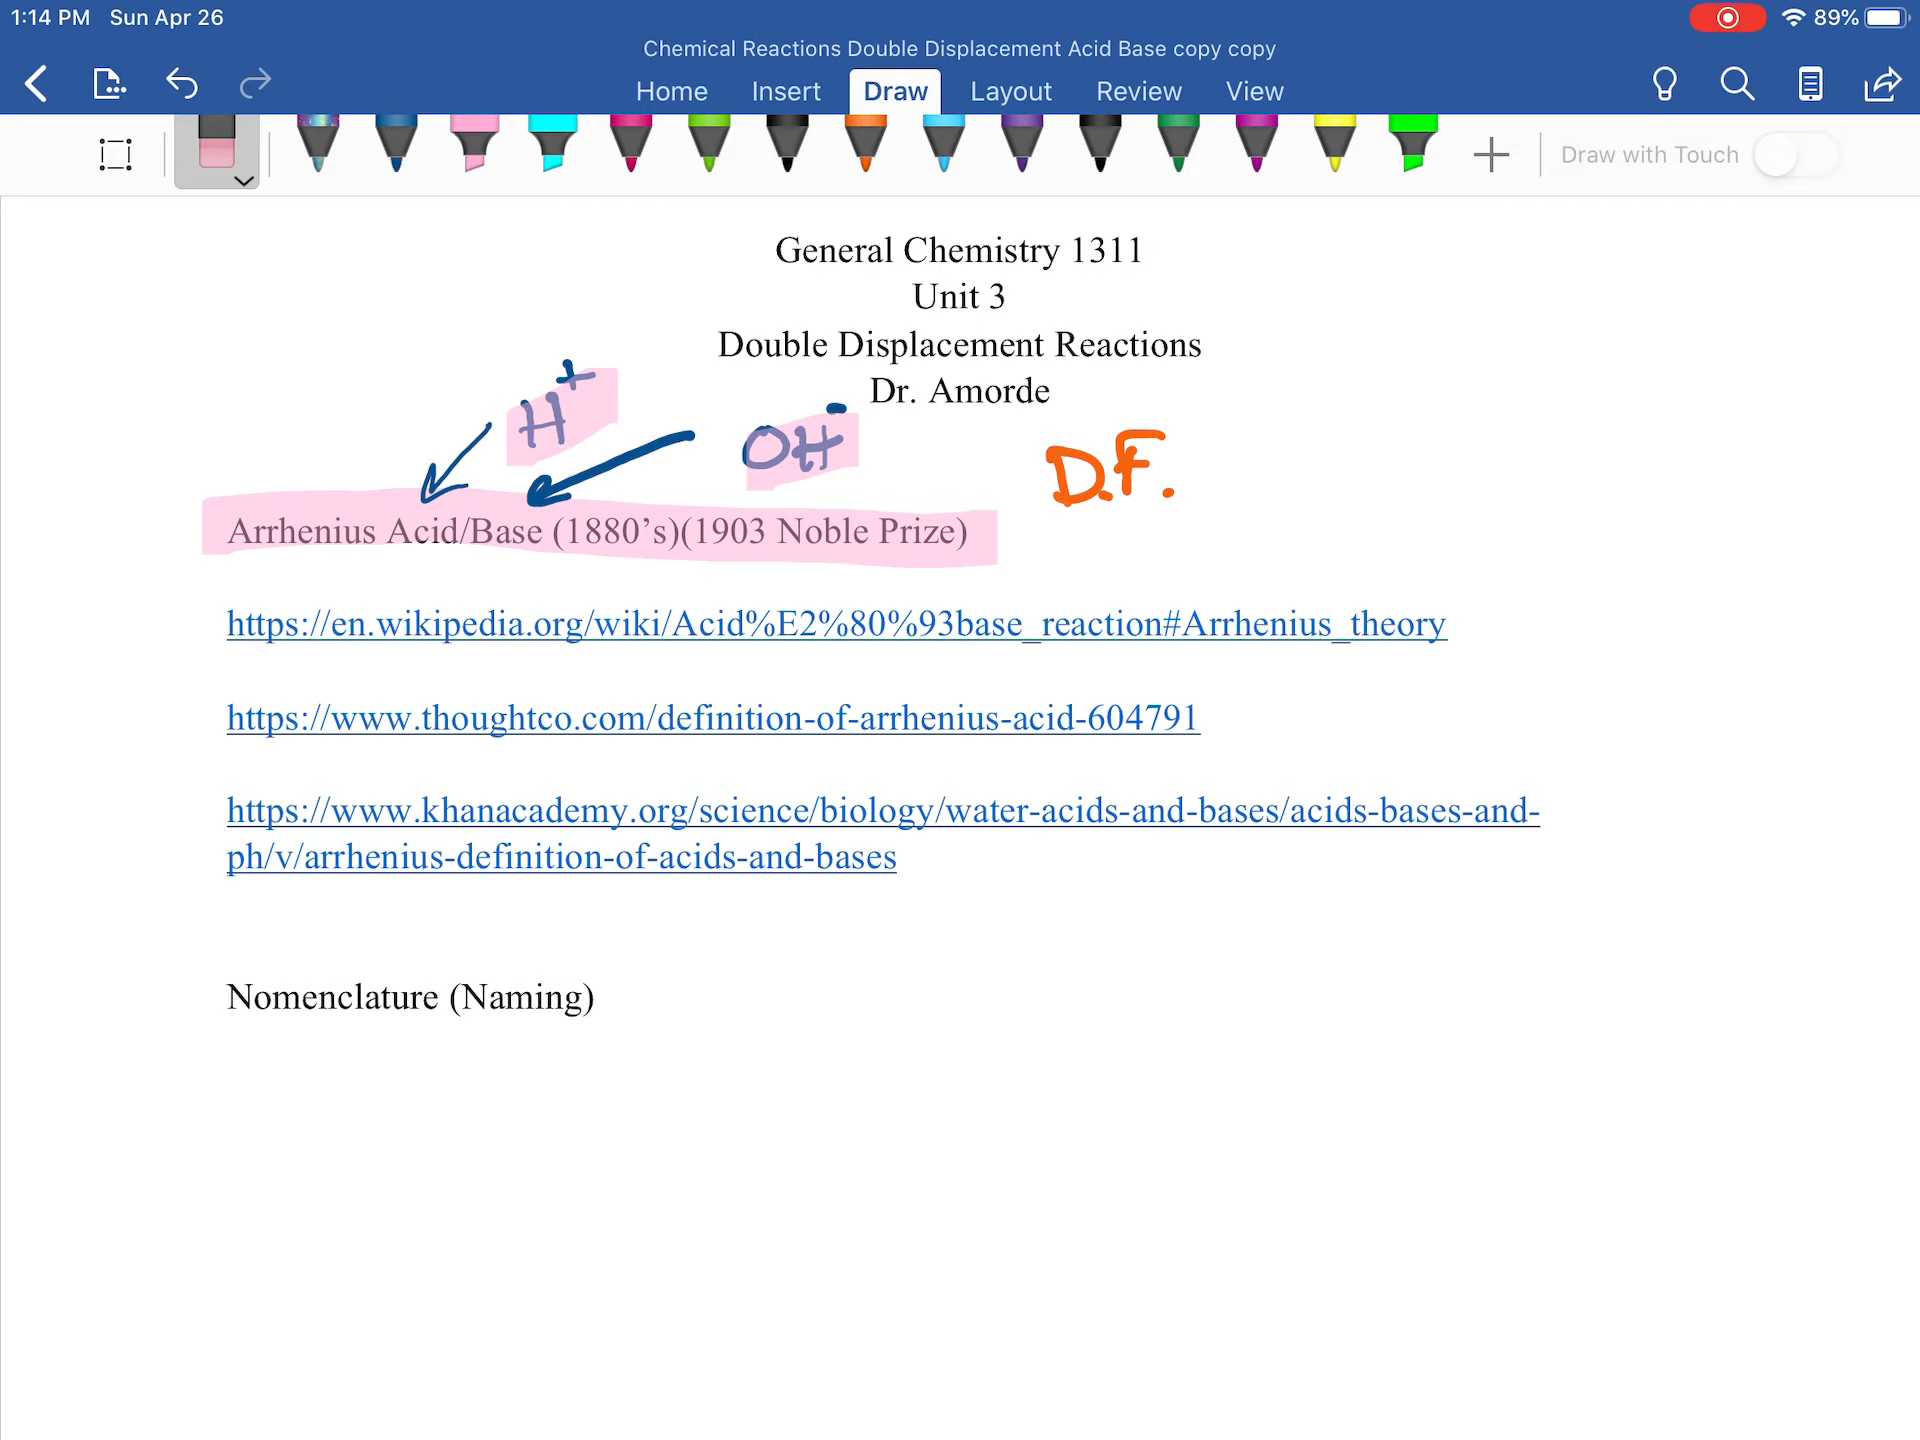 1:14 PM Sun Apr 26
89%
Chemical Reactions Double Displacement Acid Base copy copy
Home Insert Draw Layout Review View
Draw with Touch
General Chemistry 1311
Unit 3
Double Displacement Reactions
Dr. Amorde
H+
OH-
D.F.
Arrhenius Acid/Base (1880’s)(1903 Noble Prize)
https://en.wikipedia.org/wiki/Acid%E2%80%93base_reaction#Arrhenius_theory
https://www.thoughtco.com/definition-of-arrhenius-acid-604791
https://www.khanacademy.org/science/biology/water-acids-and-bases/acids-bases-and-
ph/v/arrhenius-definition-of-acids-and-bases
Nomenclature (Naming)